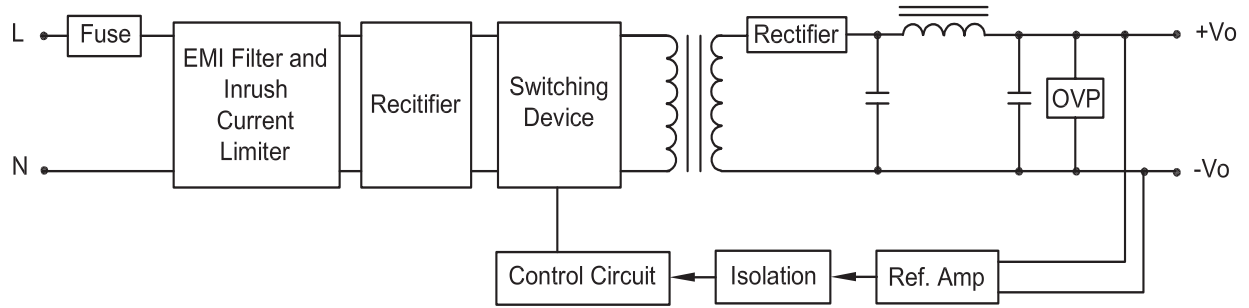 L
Fuse
EMI Filter and
Inrush
Current
Limiter
N
Recitifier
Switching
Device
Rectifier
OVP
+Vo
-Vo
Control Circuit
Isolation
Ref. Amp